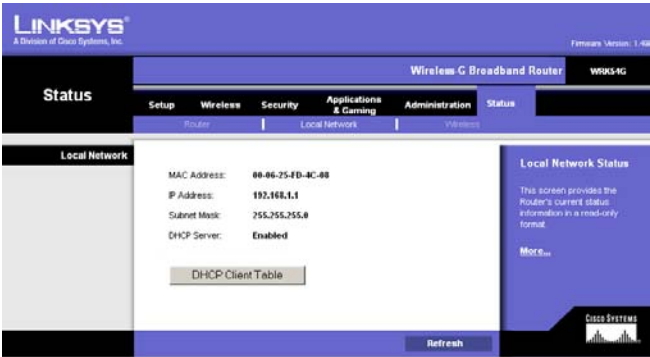 LINKSYS®
A Division of Cisco Systems, Inc.
Firmware Version: 1.49
Wireless-G Broadband Router WRK54G
Status
Setup Wireless Security Applications & Gaming Administration Status
Router Local Network Wireless
Local Network
MAC Address: 00-06-25-FD-4C-08
IP Address: 192.168.1.1
Subnet Mask: 255.255.255.0
DHCP Server: Enabled
DHCP Client Table
Local Network Status
This screen provides the
Router's current status
information in a read-only
format.
More...
CISCO SYSTEMS
Refresh